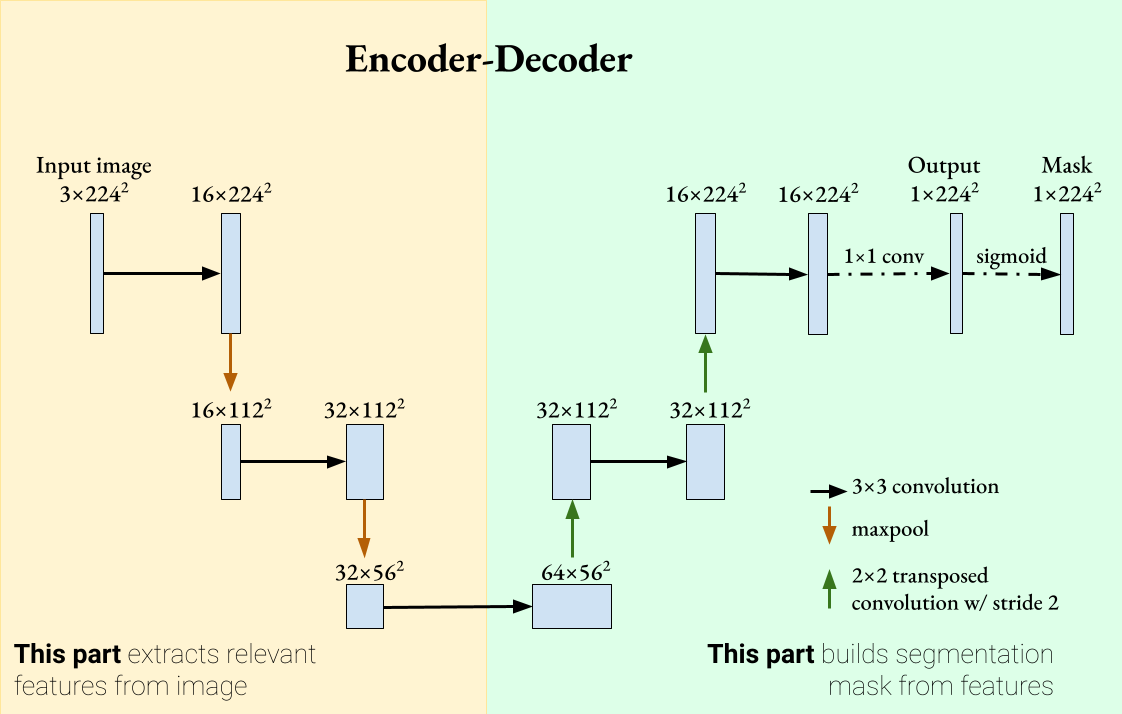 Encoder-Decoder
Input image
3×224²
16×224²
16×224²
16×224²
Output
1×224²
Mask
1×224²
1×1 conv
sigmoid
16×112²
32×112²
32×112²
32×112²
32×56²
64×56²
3×3 convolution
maxpool
2×2 transposed
convolution w/ stride 2
This part extracts relevant
features from image
This part builds segmentation
mask from features